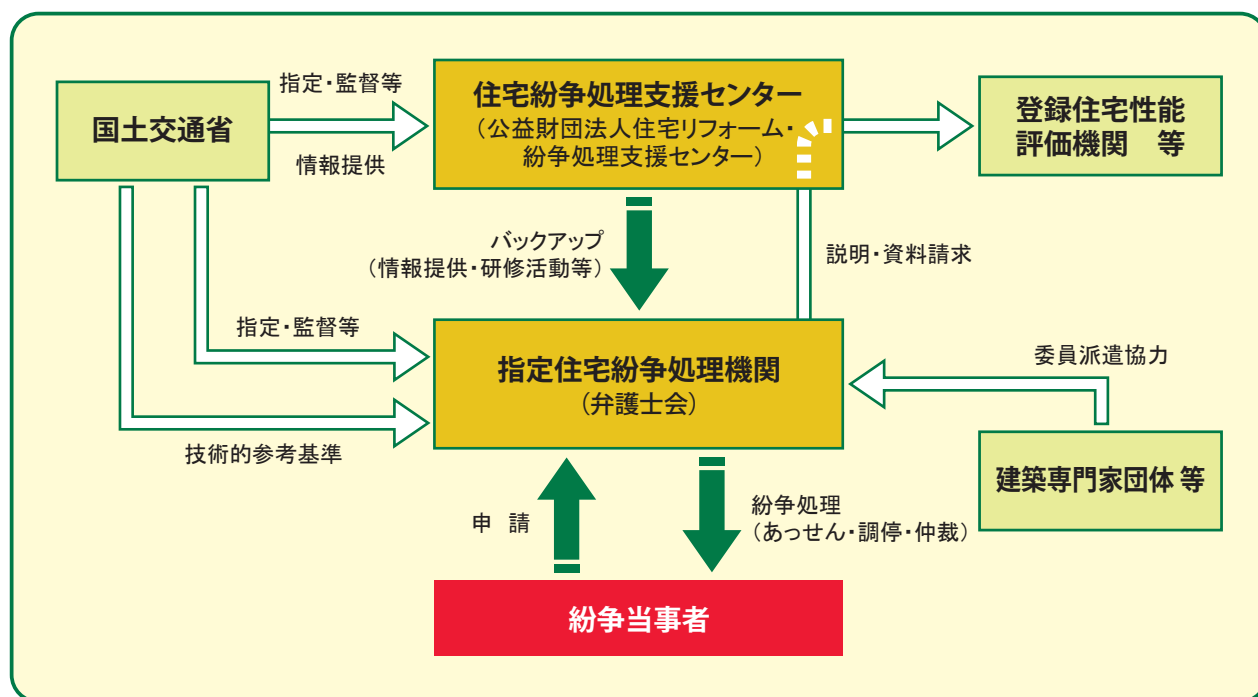 指定・監督等
国土交通省
情報提供
住宅紛争処理支援センター
（公益財団法人住宅リフォーム・
紛争処理支援センター）
登録住宅性能
評価機関　等
バックアップ
（情報提供・研修活動等）
説明・資料請求
指定・監督等
指定住宅紛争処理機関
（弁護士会）
委員派遣協力
技術的参考基準
建築専門家団体 等
申　請
紛争処理
（あっせん・調停・仲裁）
紛争当事者